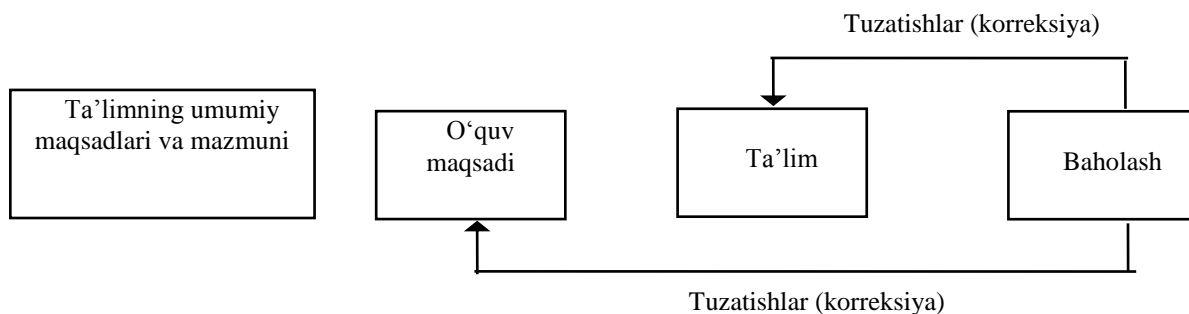 Tuzatishlar (korreksiya)
Ta’limning umumiy
maqsadlari va mazmuni
O‘quv
maqsadi
Ta’lim
Baholash
Tuzatishlar (korreksiya)